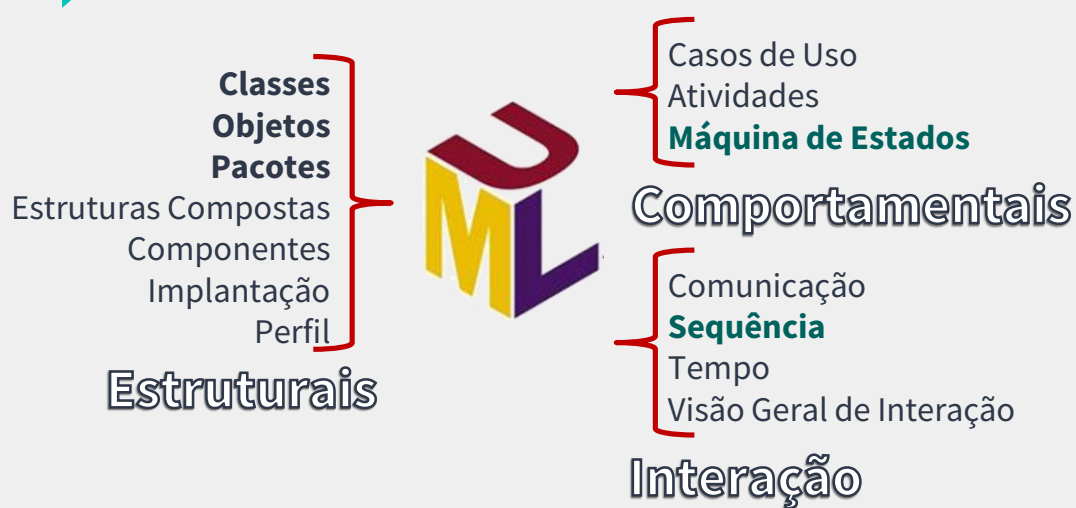 Classes
Objetos
Pacotes
Estruturas Compostas
Componentes
Implantação
Perfil
Estruturais
UML
Casos de Uso
Atividades
Máquina de Estados
Comportamentais
Comunicação
Sequência
Tempo
Visão Geral de Interação
Interação